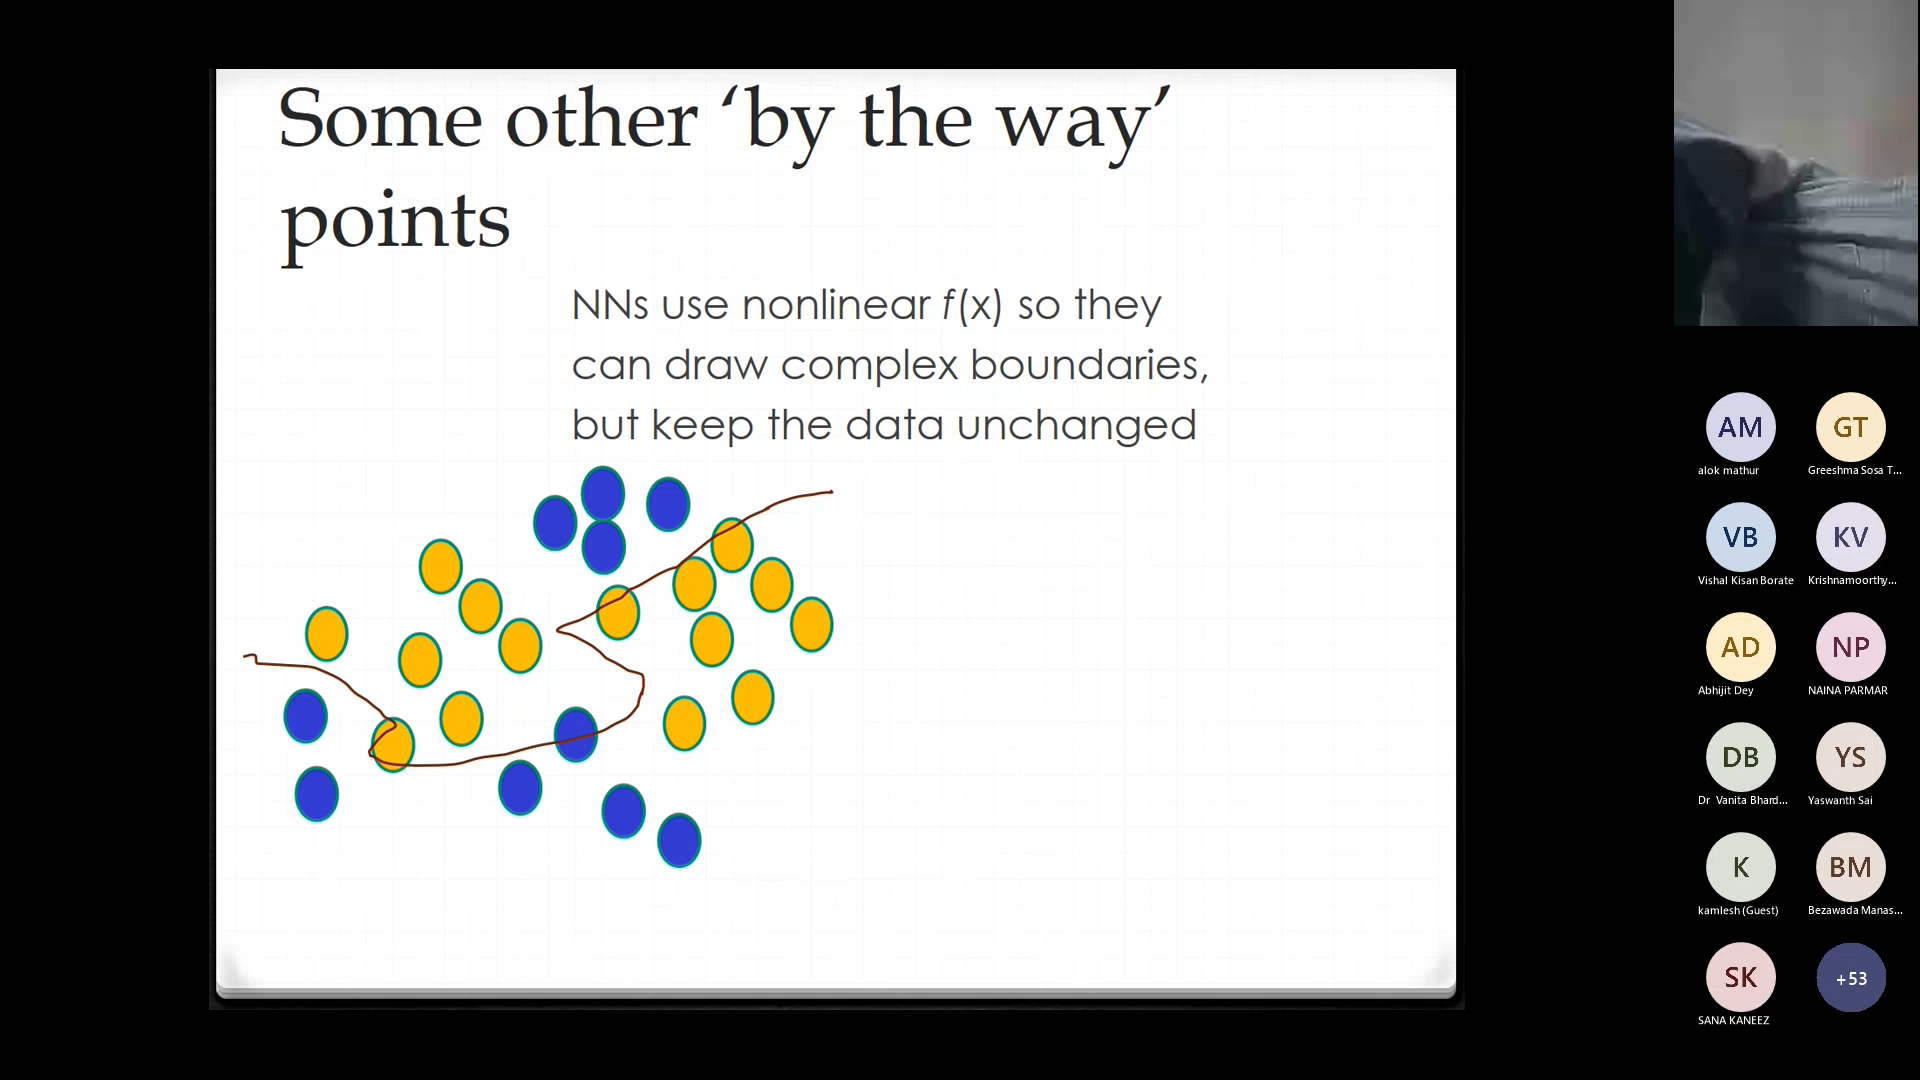 Some other ‘by the way’
points
NNs use nonlinear f(x) so they
can draw complex boundaries,
but keep the data unchanged
AM
GT
alok mathur
Greeshma Sosa T...
VB
KV
Vishal Kisan Borate
Krishnamoorthy...
AD
NP
Abhijit Dey
NAINA PARMAR
DB
YS
Dr Vanita Bhard...
Yaswanth Sai
K
BM
kamlesh (Guest)
Bezawada Manas...
SK
+53
SANA KANEEZ